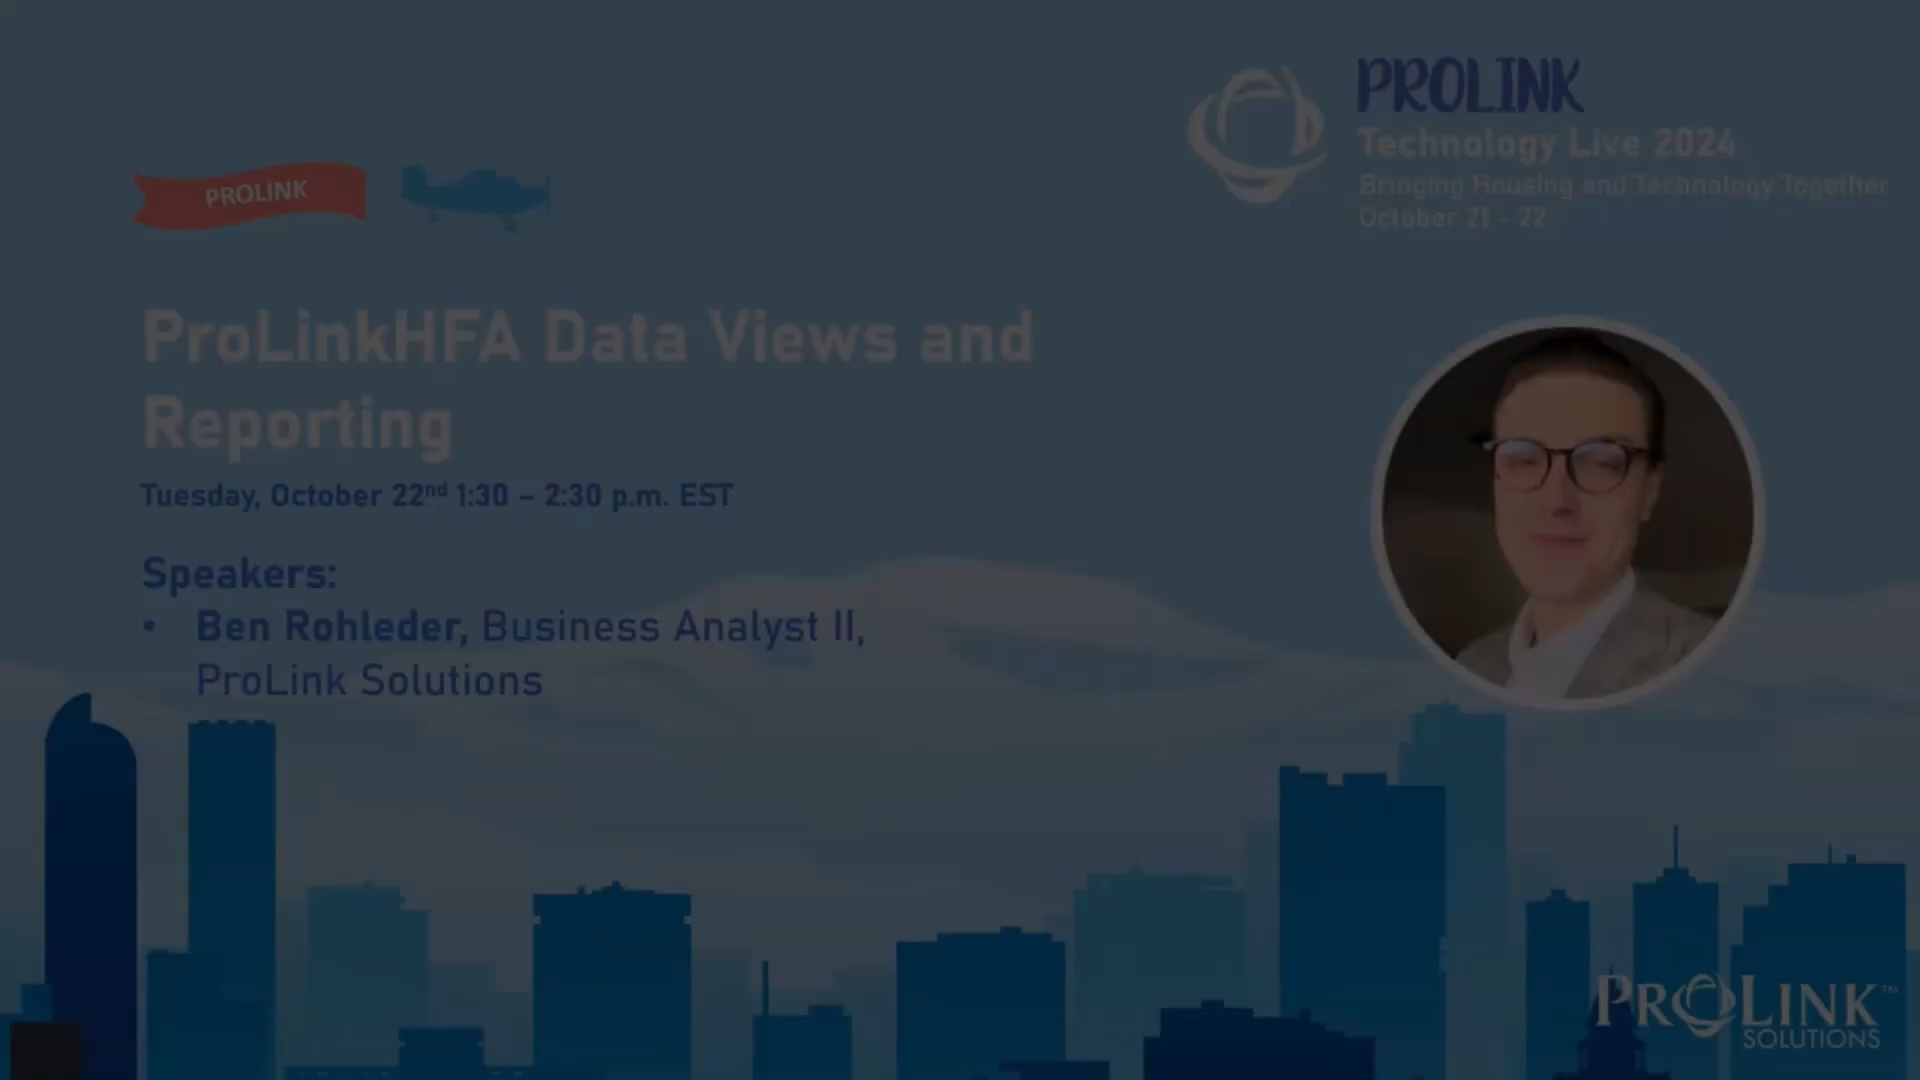 PROLINK
Technology Live 2024
Bringing Housing and Technology Together
October 21 - 22
PROLINK
ProLinkHFA Data Views and
Reporting
Tuesday, October 22nd 1:30 – 2:30 p.m. EST
Speakers:
• Ben Rohleder, Business Analyst II,
ProLink Solutions
PROLINK™
SOLUTIONS